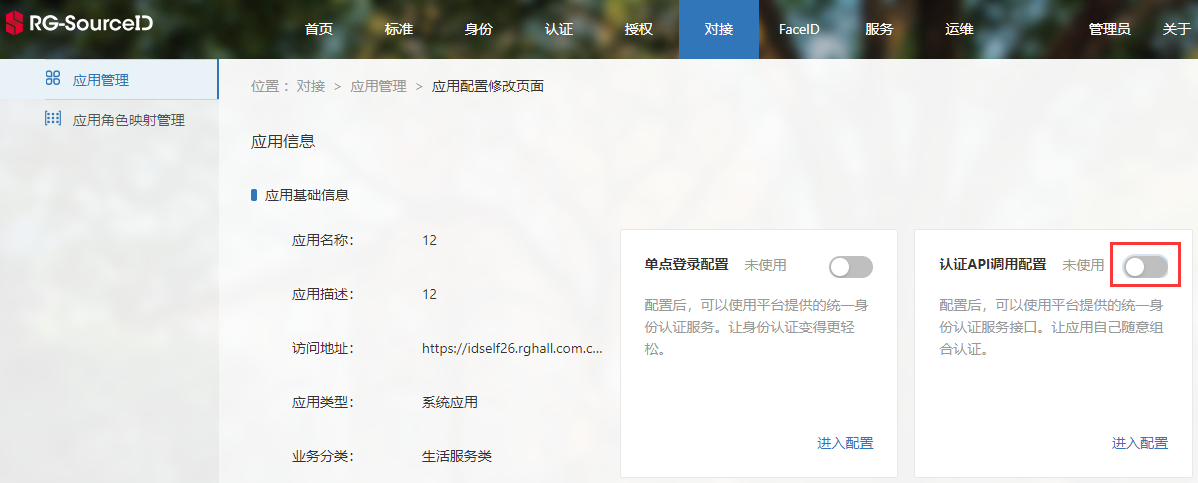 RG-SourceID
首页 标准 身份 认证 授权 对接 FaceID 服务 运维 管理员 关于
应用管理
应用角色映射管理
位置： 对接 > 应用管理 > 应用配置修改页面
应用信息
应用基础信息
应用名称： 12
应用描述： 12
访问地址： https://idself26.rghall.com.c...
应用类型： 系统应用
业务分类： 生活服务类
单点登录配置 未使用
配置后，可以使用平台提供的统一身
份认证服务。让身份认证变得更轻
松。
进入配置
认证API调用配置 未使用
配置后，可以使用平台提供的统一身
份认证服务接口。让应用自己随意组
合认证。
进入配置